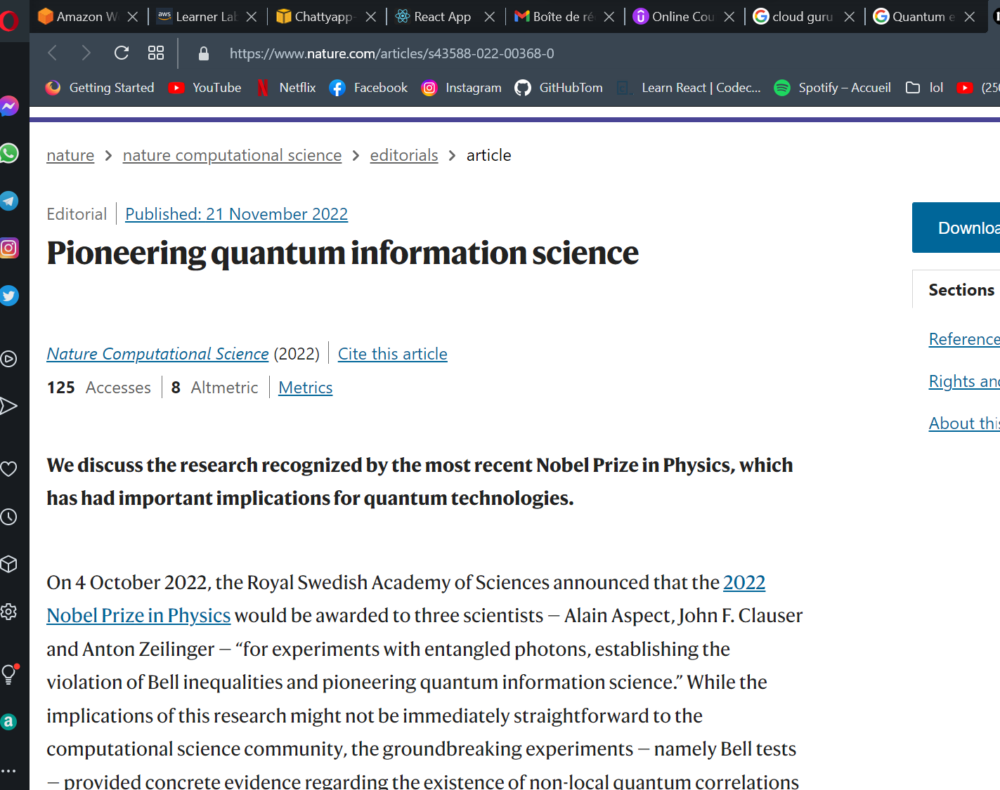 Amazon W
aws Learner Lab
Chattyapp-
React App
Boîte de ré
Online Cou
cloud guru
Quantum e
https://www.nature.com/articles/s43588-022-00368-0
Getting Started
YouTube
Netflix
Facebook
Instagram
GitHubTom
Learn React | Codec...
Spotify – Accueil
lol
(250
nature > nature computational science > editorials > article
Editorial | Published: 21 November 2022
Pioneering quantum information science
Nature Computational Science (2022) | Cite this article
125 Accesses | 8 Altmetric | Metrics
We discuss the research recognized by the most recent Nobel Prize in Physics, which
has had important implications for quantum technologies.
On 4 October 2022, the Royal Swedish Academy of Sciences announced that the 2022
Nobel Prize in Physics would be awarded to three scientists — Alain Aspect, John F. Clauser
and Anton Zeilinger — “for experiments with entangled photons, establishing the
violation of Bell inequalities and pioneering quantum information science.” While the
implications of this research might not be immediately straightforward to the
computational science community, the groundbreaking experiments — namely Bell tests
— provided concrete evidence regarding the existence of non-local quantum correlations
Downloa
Sections
Reference
Rights and
About this